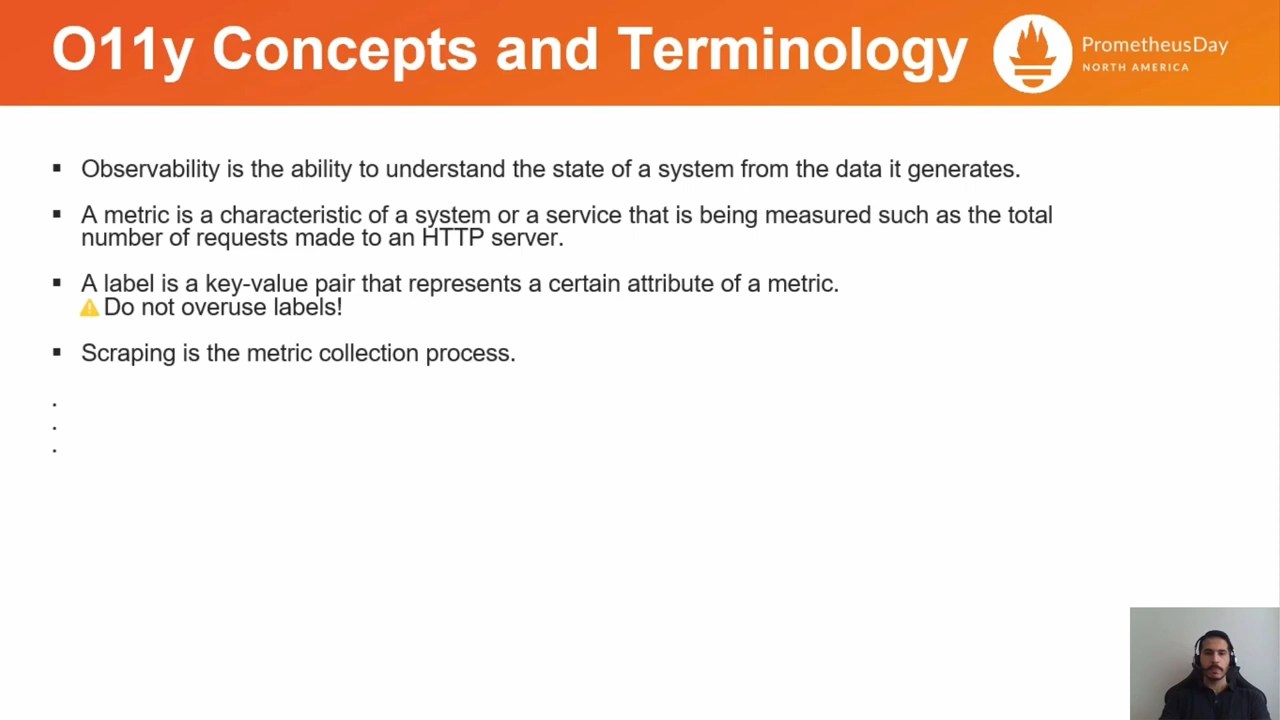 O11y Concepts and Terminology
PrometheusDay
NORTH AMERICA
▪ Observability is the ability to understand the state of a system from the data it generates.
▪ A metric is a characteristic of a system or a service that is being measured such as the total
number of requests made to an HTTP server.
▪ A label is a key-value pair that represents a certain attribute of a metric.
⚠️Do not overuse labels!
▪ Scraping is the metric collection process.
.
.
.